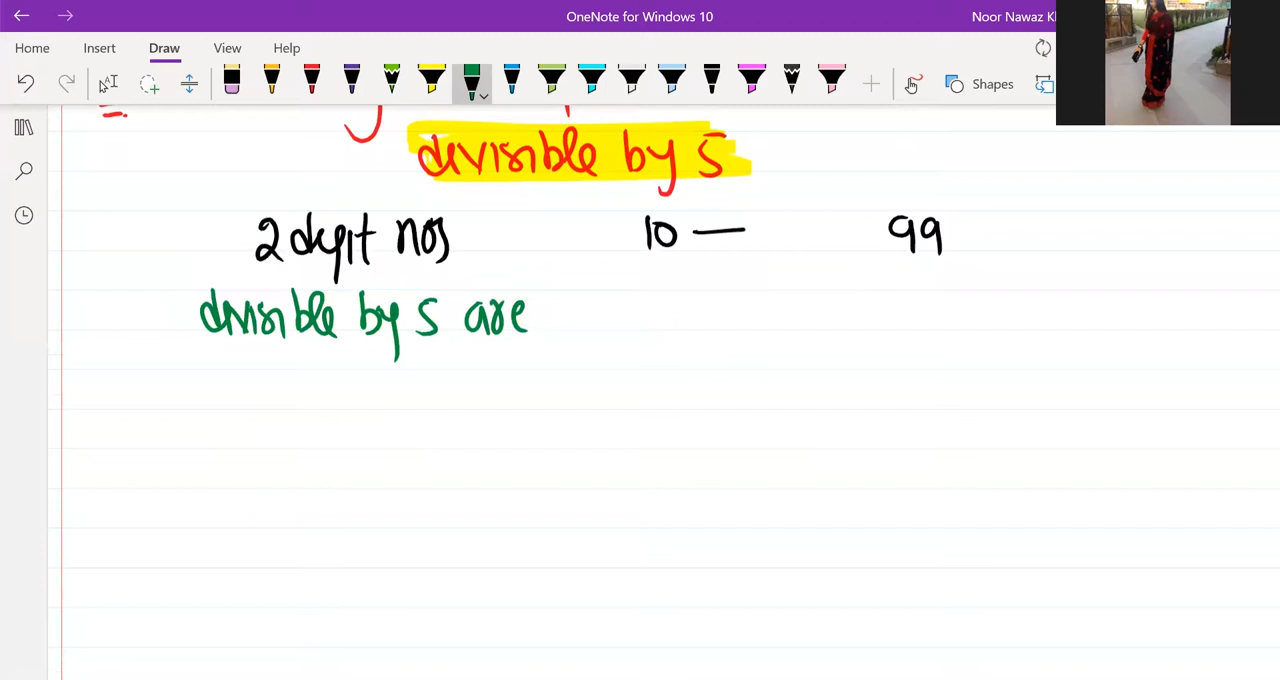 OneNote for Windows 10
Noor Nawaz Kh
Home Insert Draw View Help
Shapes
divisible by 5
2 digit nos 10 — 99
divisible by 5 are